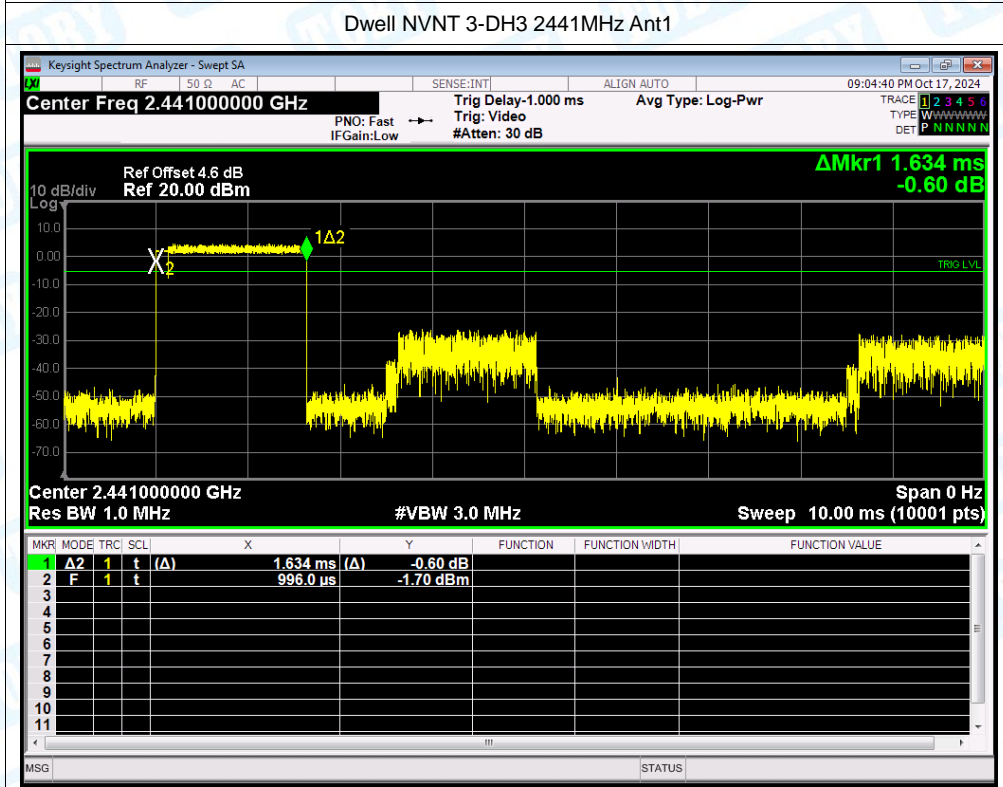 Dwell NVNT 3-DH3 2441MHz Ant1
Keysight Spectrum Analyzer - Swept SA
LXI RF 50 Ω AC SENSE:INT ALIGN AUTO 09:04:40 PM Oct 17, 2024
Center Freq 2.441000000 GHz
PNO: Fast
IFGain:Low
Trig Delay-1.000 ms
Trig: Video
#Atten: 30 dB
Avg Type: Log-Pwr
TRACE 1 2 3 4 5 6
TYPE WWWWWW
DET P N N N N N
ΔMkr1 1.634 ms
-0.60 dB
Ref Offset 4.6 dB
10 dB/div Ref 20.00 dBm
Log
10.0
0.00
-10.0
-20.0
-30.0
-40.0
-50.0
-60.0
-70.0
X2
1Δ2
TRIG LVL
Center 2.441000000 GHz Span 0 Hz
Res BW 1.0 MHz #VBW 3.0 MHz Sweep 10.00 ms (10001 pts)
MKR MODE TRC SCL X Y FUNCTION FUNCTION WIDTH FUNCTION VALUE
1 Δ2 1 t (Δ) 1.634 ms (Δ) -0.60 dB
2 F 1 t 996.0 µs -1.70 dBm
3
4
5
6
7
8
9
10
11
MSG STATUS